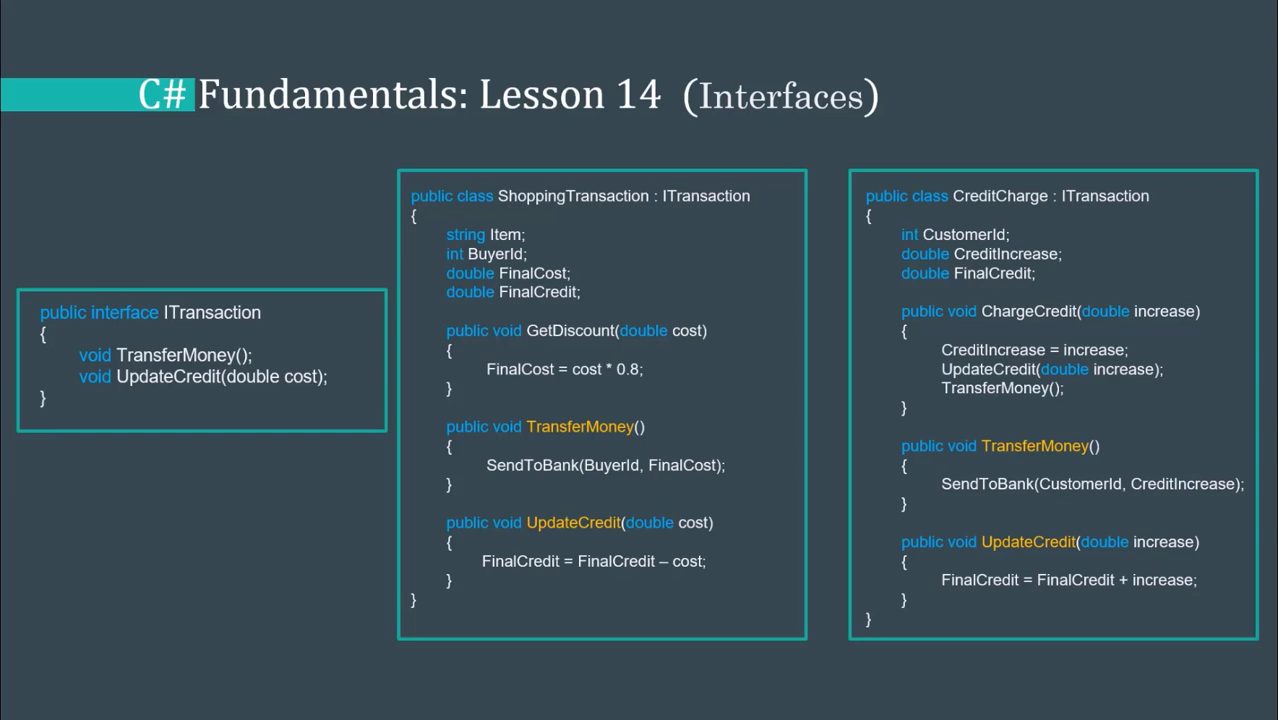 C# Fundamentals: Lesson 14 (Interfaces)
public interface ITransaction
{
void TransferMoney();
void UpdateCredit(double cost);
}
public class ShoppingTransaction : ITransaction
{
string Item;
int BuyerId;
double FinalCost;
double FinalCredit;
public void GetDiscount(double cost)
{
FinalCost = cost * 0.8;
}
public void TransferMoney()
{
SendToBank(BuyerId, FinalCost);
}
public void UpdateCredit(double cost)
{
FinalCredit = FinalCredit – cost;
}
}
public class CreditCharge : ITransaction
{
int CustomerId;
double CreditIncrease;
double FinalCredit;
public void ChargeCredit(double increase)
{
CreditIncrease = increase;
UpdateCredit(double increase);
TransferMoney();
}
public void TransferMoney()
{
SendToBank(CustomerId, CreditIncrease);
}
public void UpdateCredit(double increase)
{
FinalCredit = FinalCredit + increase;
}
}